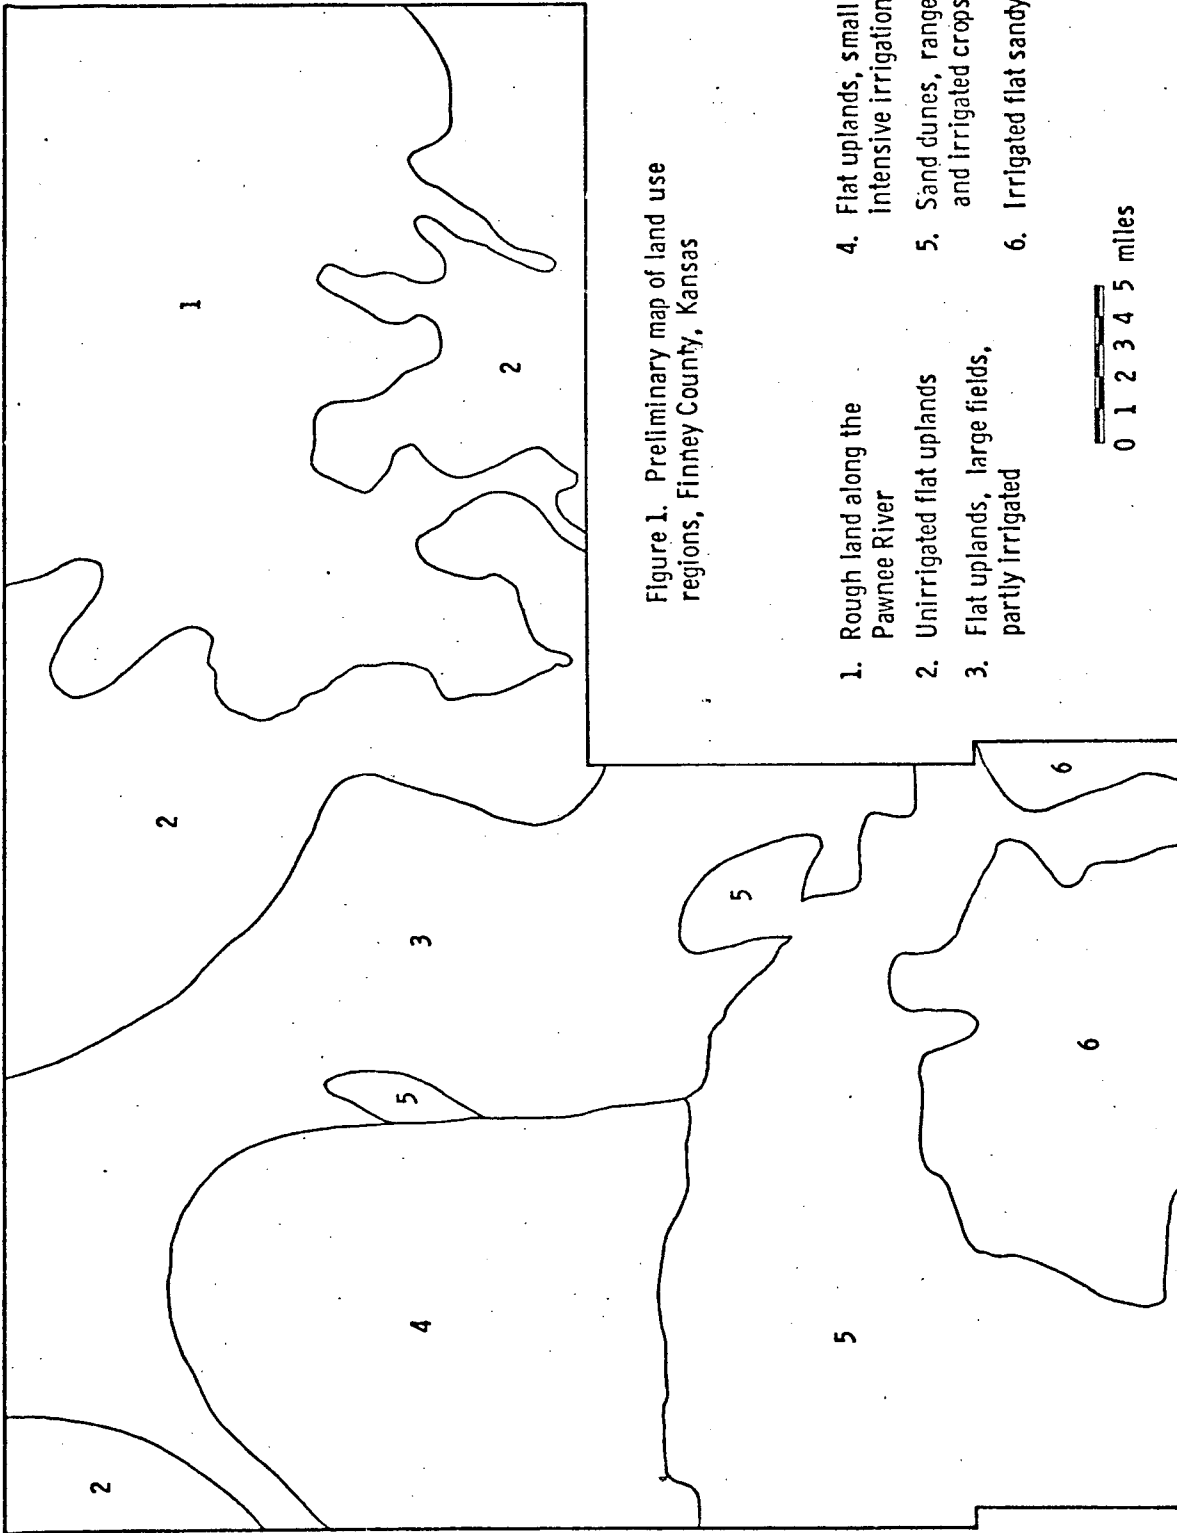 1
2
2
2
3
4
5
5
5
6
6
Figure 1. Preliminary map of land use
regions, Finney County, Kansas
1. Rough land along the
Pawnee River
2. Unirrigated flat uplands
3. Flat uplands, large fields,
partly irrigated
4. Flat uplands, small
intensive irrigation
5. Sand dunes, range
and irrigated crops
6. Irrigated flat sandy
0 1 2 3 4 5 miles